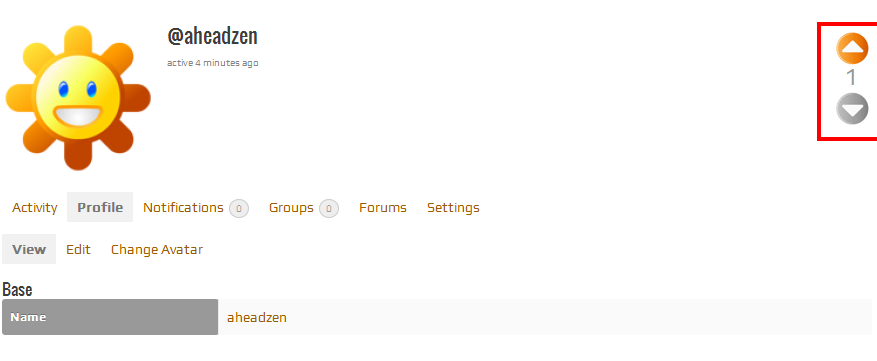 @aheadzen
active 4 minutes ago
1
Activity Profile Notifications 0 Groups 0 Forums Settings
View Edit Change Avatar
Base
Name aheadzen